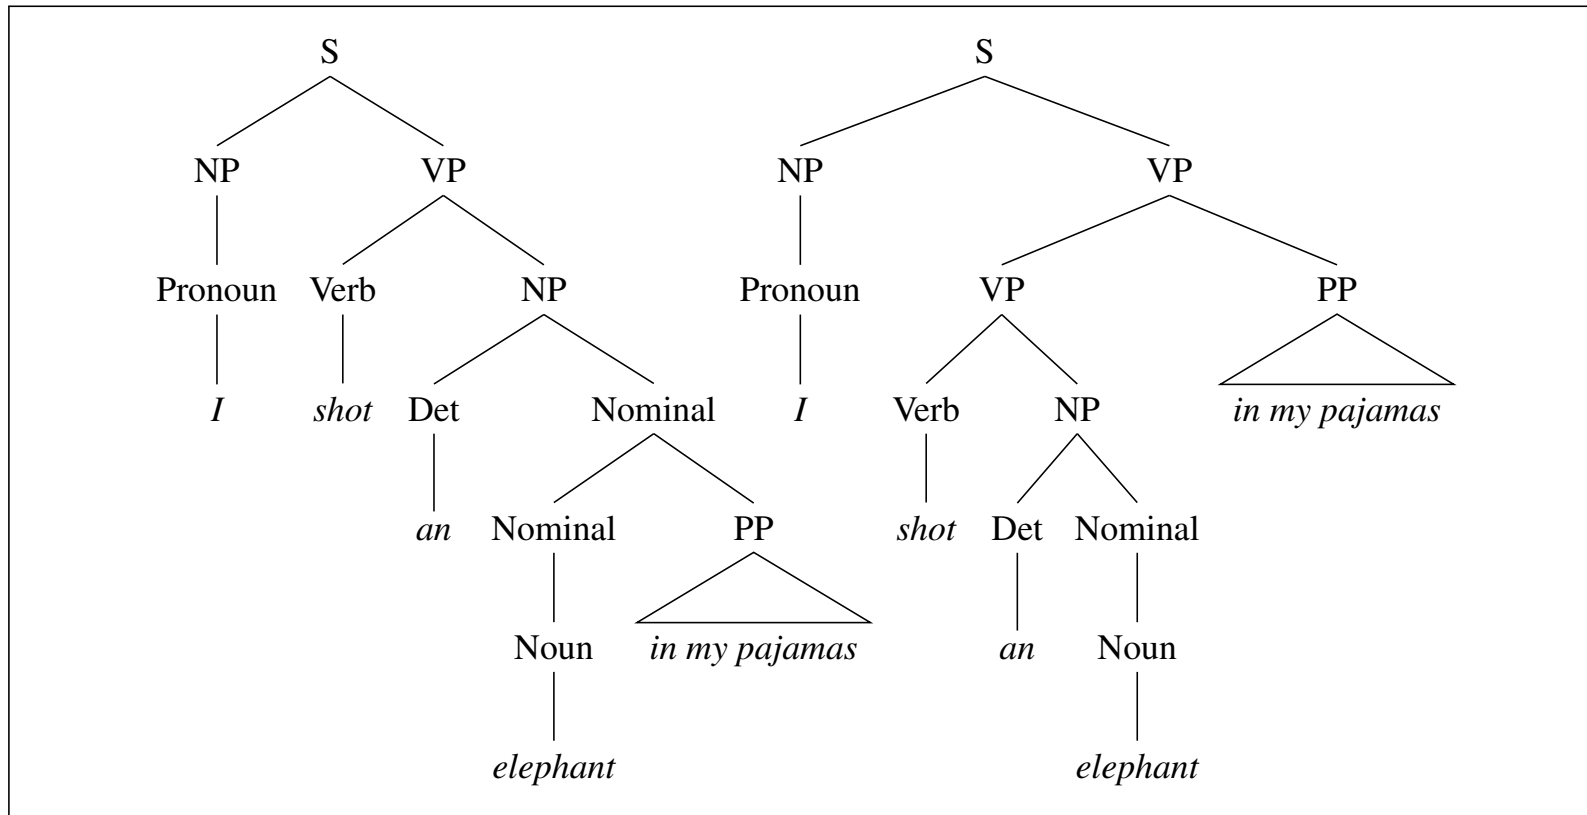 S S
NP VP NP VP
Pronoun Verb NP Pronoun VP PP
I shot Det Nominal I Verb NP in my pajamas
an Nominal PP shot Det Nominal
Noun in my pajamas an Noun
elephant elephant